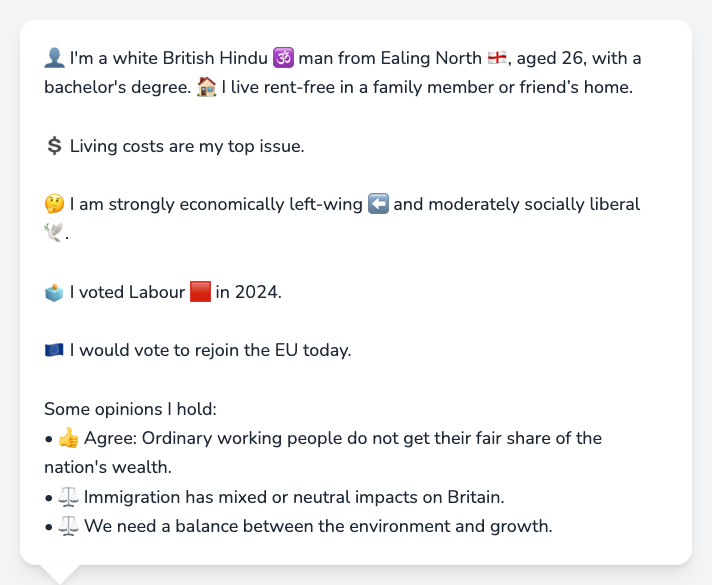 👤 I'm a white British Hindu 🕉️ man from Ealing North 🏴󠁧󠁢󠁥󠁮󠁧󠁿, aged 26, with a
bachelor's degree. 🏠 I live rent-free in a family member or friend’s home.
💲 Living costs are my top issue.
🤔 I am strongly economically left-wing ⬅️ and moderately socially liberal
🕊️.
🗳️ I voted Labour 🟥 in 2024.
🇪🇺 I would vote to rejoin the EU today.
Some opinions I hold:
• 👍 Agree: Ordinary working people do not get their fair share of the
nation's wealth.
• ⚖️ Immigration has mixed or neutral impacts on Britain.
• ⚖️ We need a balance between the environment and growth.